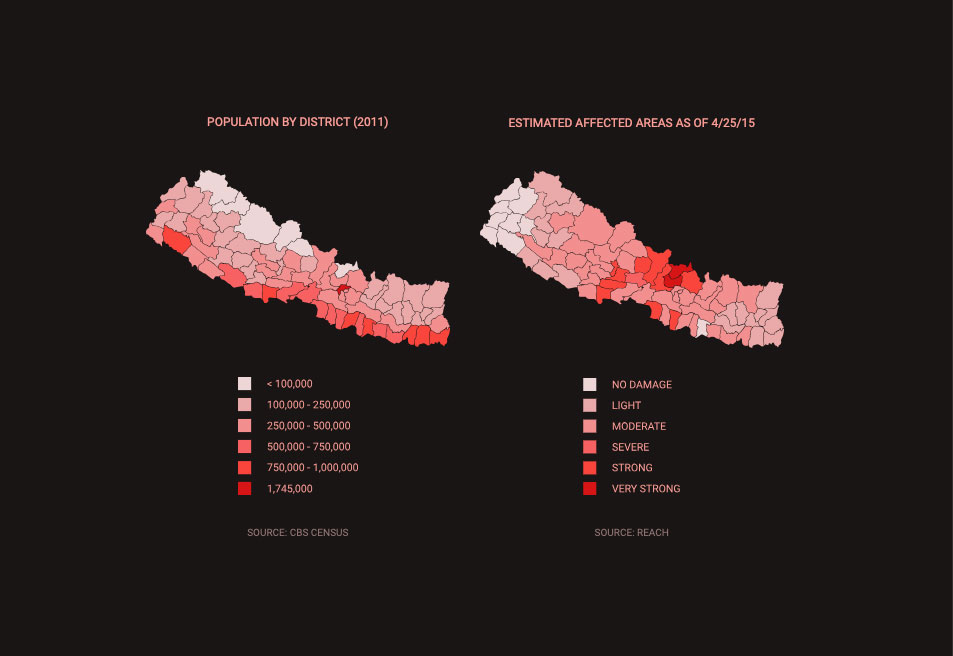 POPULATION BY DISTRICT (2011)
< 100,000
100,000 - 250,000
250,000 - 500,000
500,000 - 750,000
750,000 - 1,000,000
1,745,000
SOURCE: CBS CENSUS
ESTIMATED AFFECTED AREAS AS OF 4/25/15
NO DAMAGE
LIGHT
MODERATE
SEVERE
STRONG
VERY STRONG
SOURCE: REACH